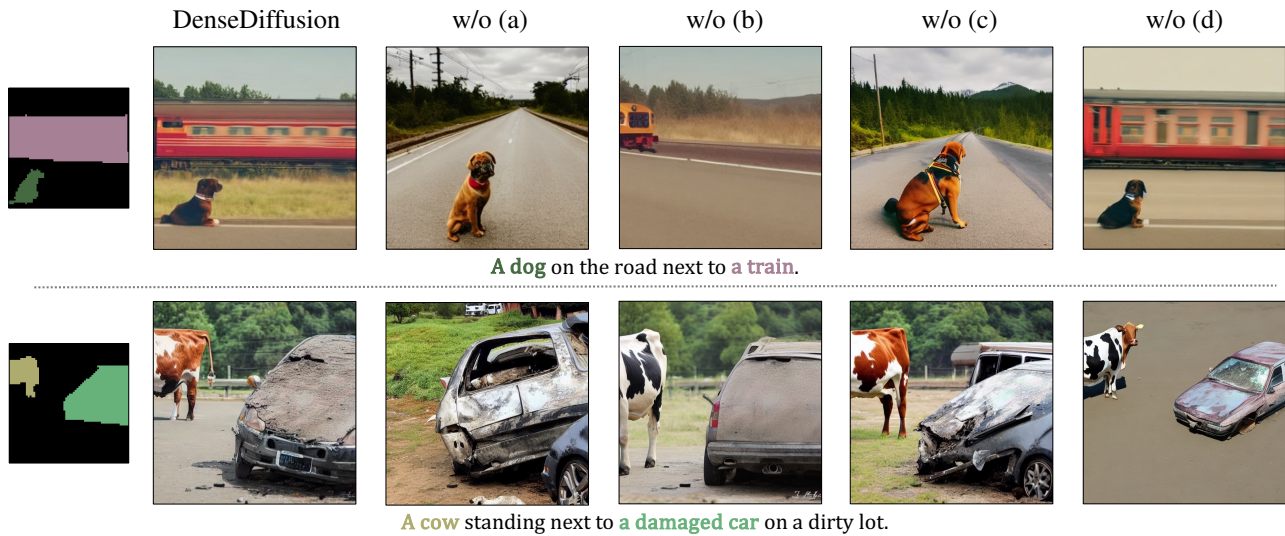 DenseDiffusion w/o (a) w/o (b) w/o (c) w/o (d)
A dog on the road next to a train.
A cow standing next to a damaged car on a dirty lot.